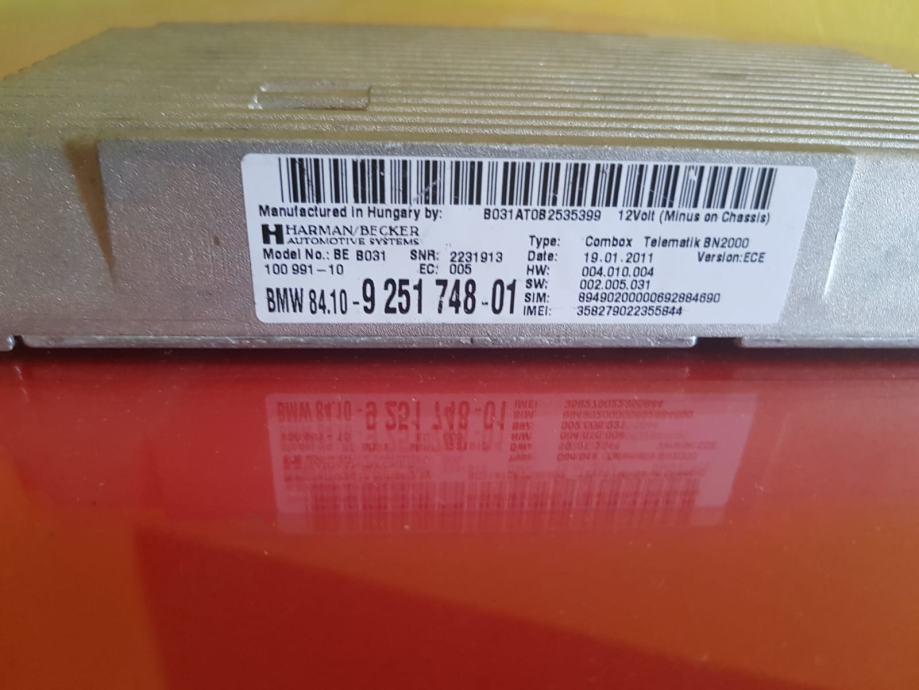 Manufactured in Hungary by: B031AT0B2535399 12Volt (Minus on Chassis)
HARMAN/BECKER
AUTOMOTIVE SYSTEMS
Type: Combox Telematik BN2000
Model No.: BE B031 SNR: 2231913 Date: 19.01.2011 Version:ECE
100 991-10 EC: 005 HW: 004.010.004
SW: 002.005.031
BMW 84.10-9 251 748-01 SIM: 89490200000692884690
IMEI: 358279022355844